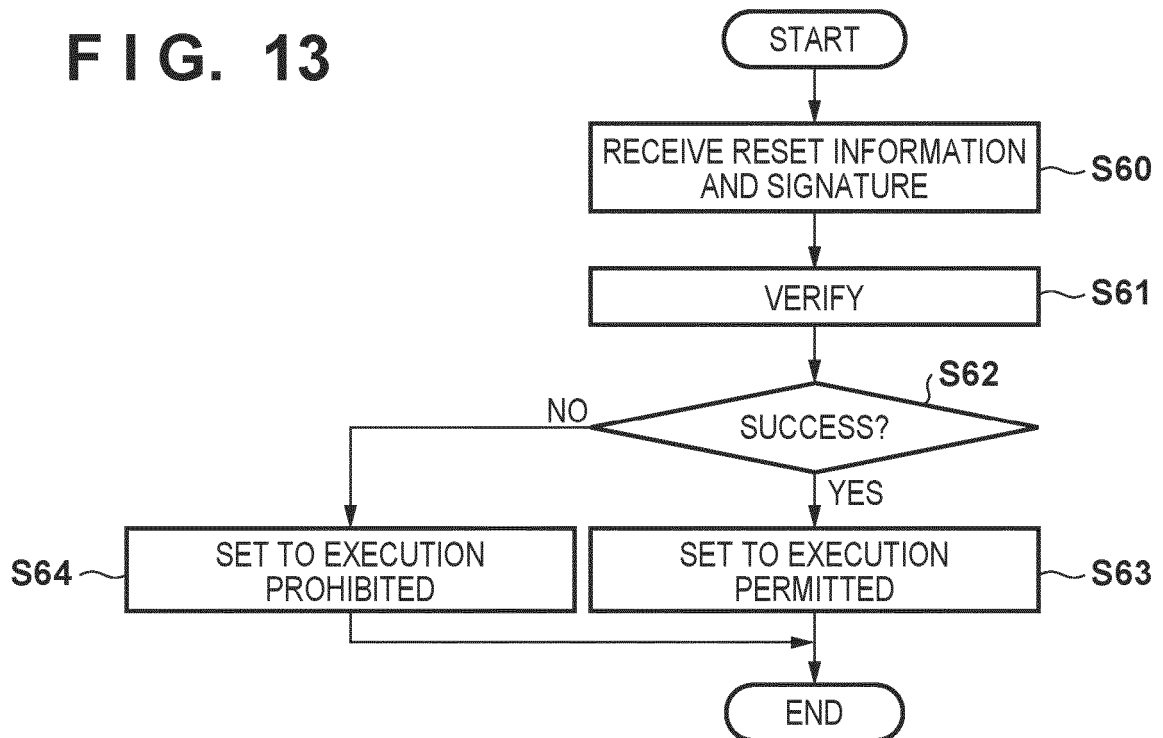 F I G. 13
START
RECEIVE RESET INFORMATION
AND SIGNATURE
S60
VERIFY
S61
S62
SUCCESS?
NO
YES
S64
SET TO EXECUTION
PROHIBITED
SET TO EXECUTION
PERMITTED
S63
END